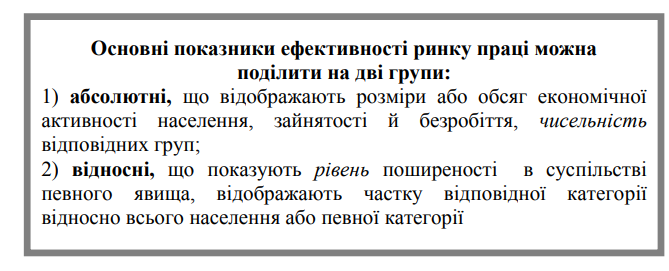 Основні показники ефективності ринку праці можна
поділити на дві групи:
1) абсолютні, що відображають розміри або обсяг економічної
активності населення, зайнятості й безробіття, чисельність
відповідних груп;
2) відносні, що показують рівень поширеності в суспільстві
певного явища, відображають частку відповідної категорії
відносно всього населення або певної категорії